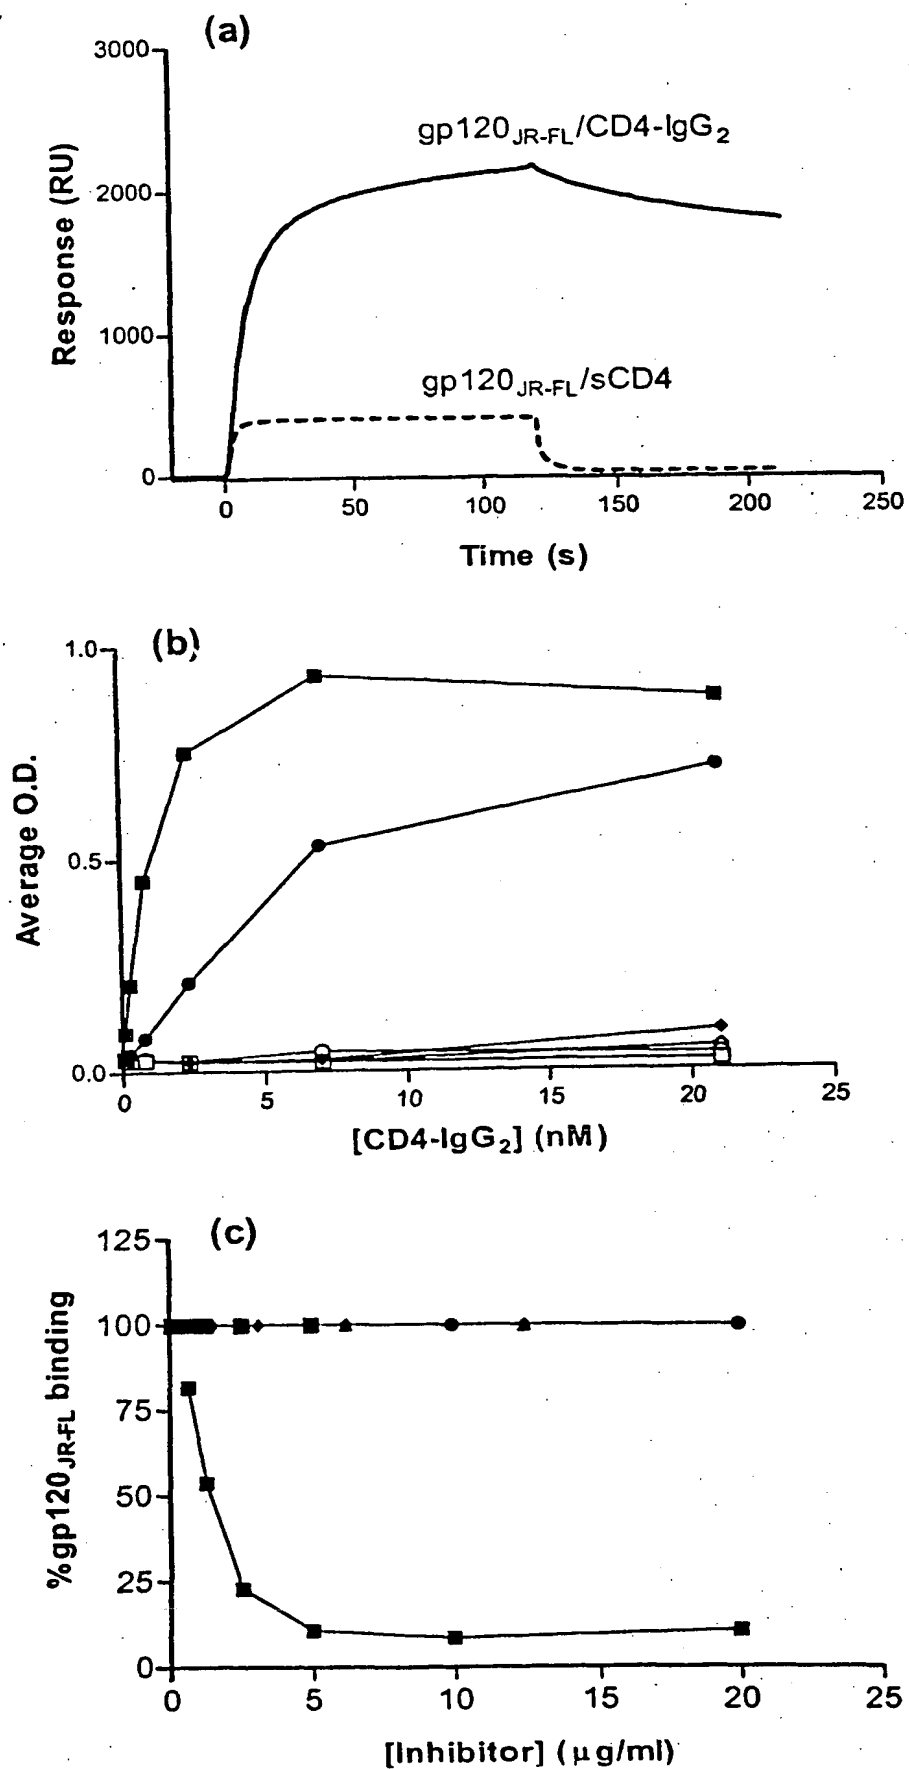 (a)
3000
2000
1000
0
Response (RU)
gp120JR-FL/CD4-IgG2
gp120JR-FL/sCD4
0 50 100 150 200 250
Time (s)
(b)
1.0
0.5
0.0
Average O.D.
0 5 10 15 20 25
[CD4-IgG2] (nM)
(c)
125
100
75
50
25
0
%gp120JR-FL binding
0 5 10 15 20 25
[Inhibitor] (μg/ml)